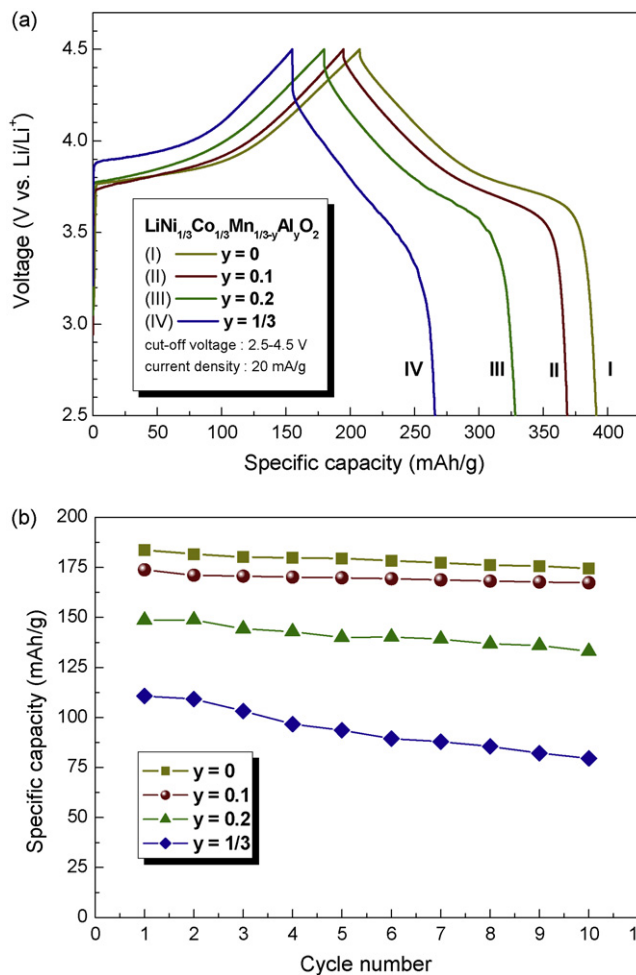 (a)
4.5
4.0
3.5
3.0
2.5
Voltage (V vs. Li/Li⁺)
LiNi₁/₃Co₁/₃Mn₁/₃₋yAlyO₂
(I) y = 0
(II) y = 0.1
(III) y = 0.2
(IV) y = 1/3
cut-off voltage : 2.5-4.5 V
current density : 20 mA/g
IV III II I
0 50 100 150 200 250 300 350 400
Specific capacity (mAh/g)
(b)
200
175
150
125
100
75
50
25
0
Specific capacity (mAh/g)
y = 0
y = 0.1
y = 0.2
y = 1/3
0 1 2 3 4 5 6 7 8 9 10 1
Cycle number